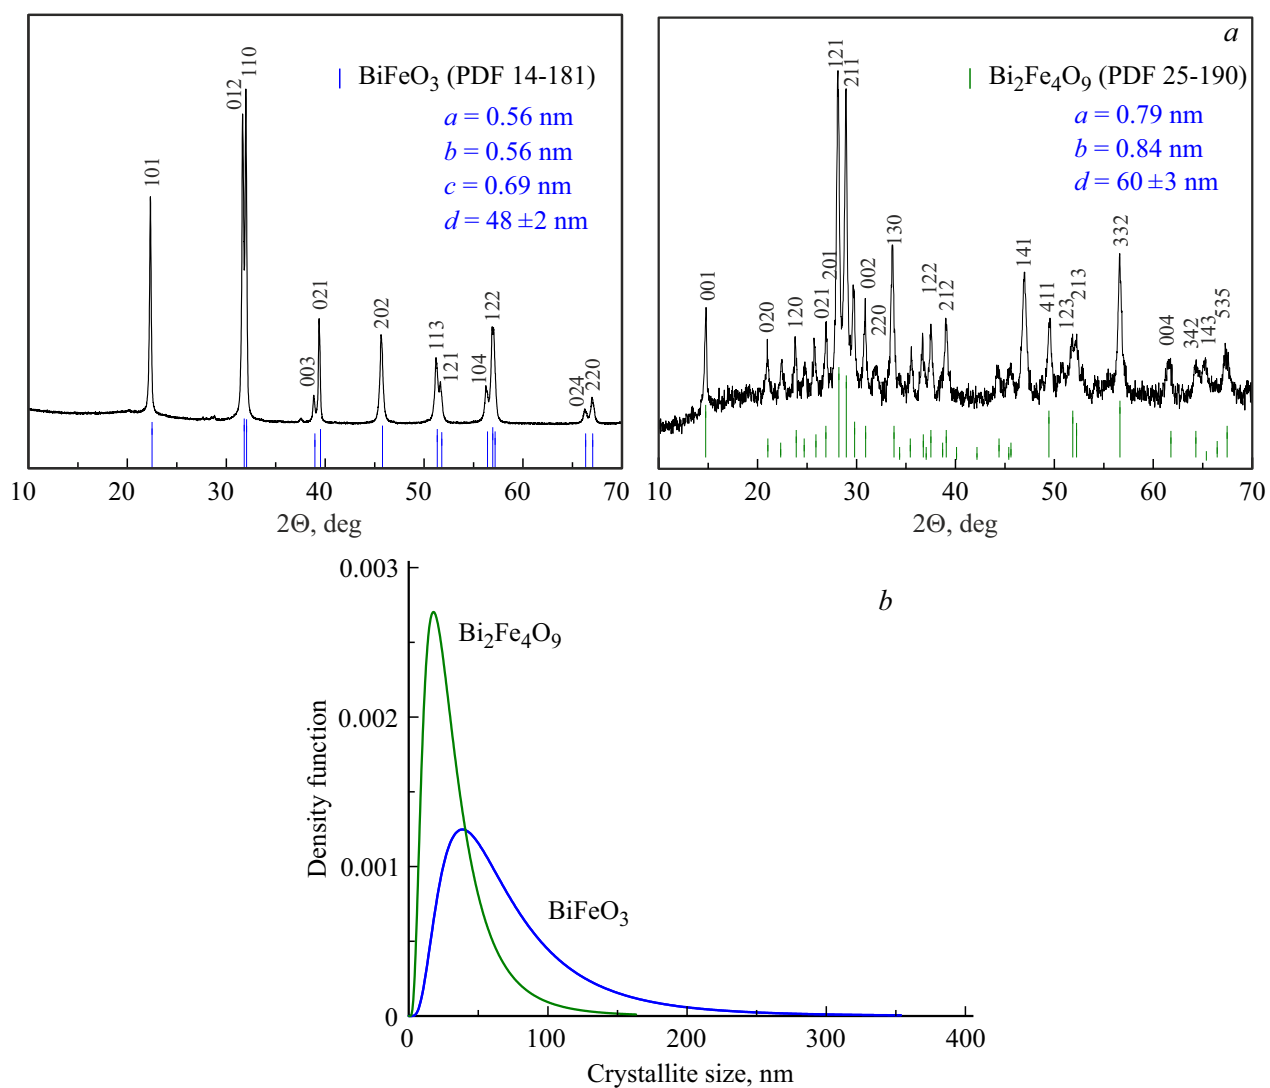 BiFeO3 (PDF 14-181)
a = 0.56 nm
b = 0.56 nm
c = 0.69 nm
d = 48 ±2 nm
101
012
110
003
021
202
113
121
104
122
024
220
10 20 30 40 50 60 70
2Θ, deg
a
Bi2Fe4O9 (PDF 25-190)
a = 0.79 nm
b = 0.84 nm
d = 60 ±3 nm
001
020
120
021
201
121
211
002
220
130
122
212
141
411
123
213
332
004
342
143
535
10 20 30 40 50 60 70
2Θ, deg
b
0.003
0.002
0.001
0
Density function
Bi2Fe4O9
BiFeO3
0 100 200 300 400
Crystallite size, nm